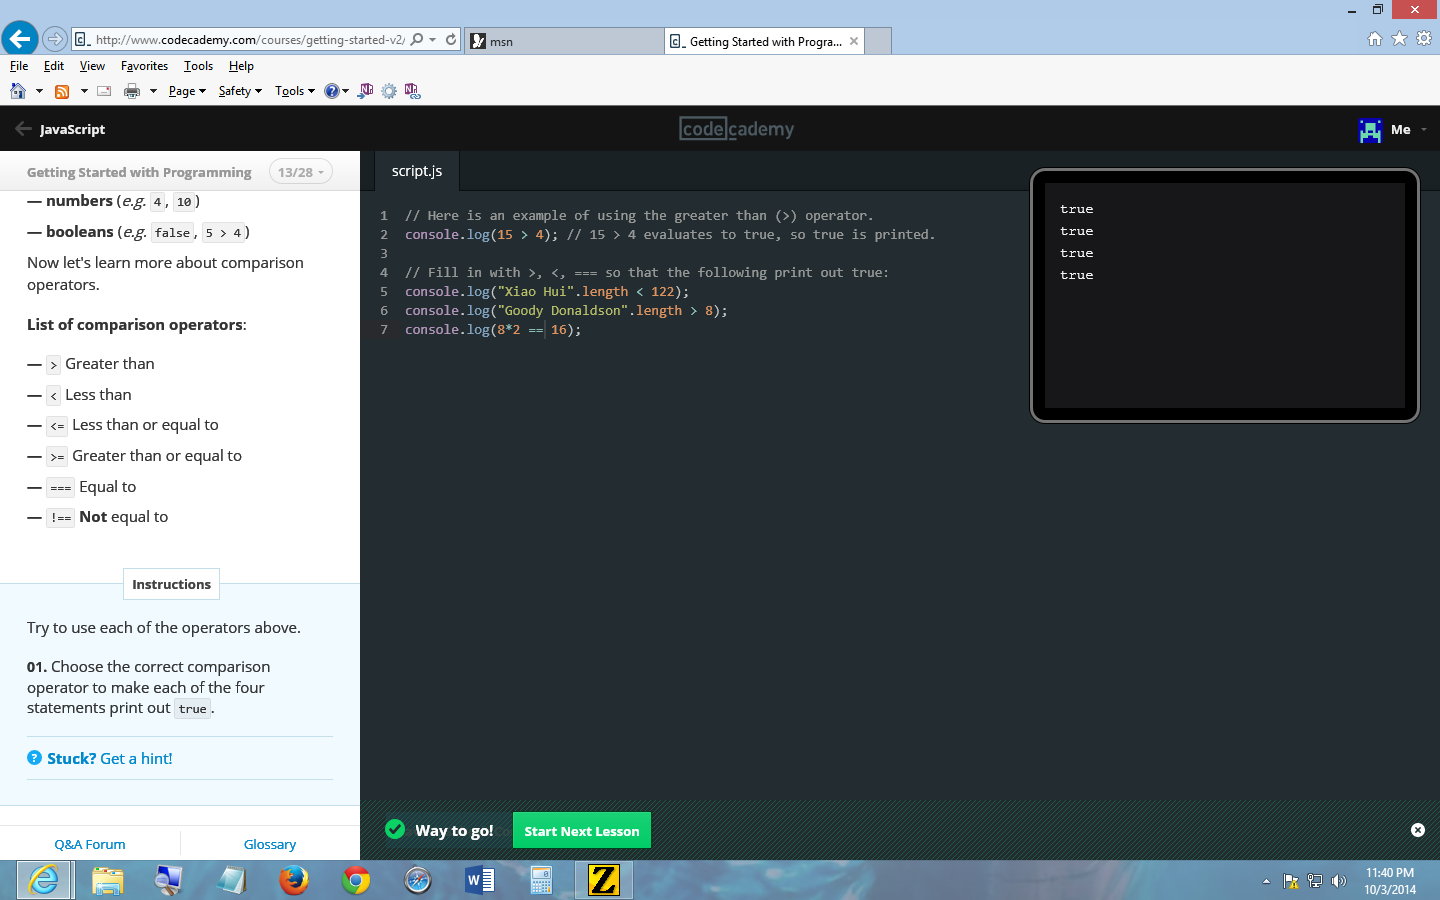 http://www.codecademy.com/courses/getting-started-v2/
msn
Getting Started with Progra...
File Edit View Favorites Tools Help
Page Safety Tools
JavaScript
codecademy
Me
Getting Started with Programming 13/28
— numbers (e.g. 4, 10)
— booleans (e.g. false, 5 > 4)
Now let's learn more about comparison
operators.
List of comparison operators:
— > Greater than
— < Less than
— <= Less than or equal to
— >= Greater than or equal to
— === Equal to
— !== Not equal to
Instructions
Try to use each of the operators above.
01. Choose the correct comparison
operator to make each of the four
statements print out true.
? Stuck? Get a hint!
Q&A Forum Glossary
script.js
1 // Here is an example of using the greater than (>) operator.
2 console.log(15 > 4); // 15 > 4 evaluates to true, so true is printed.
3
4 // Fill in with >, <, === so that the following print out true:
5 console.log("Xiao Hui".length < 122);
6 console.log("Goody Donaldson".length > 8);
7 console.log(8*2 == 16);
true
true
true
true
Way to go! Start Next Lesson
11:40 PM
10/3/2014